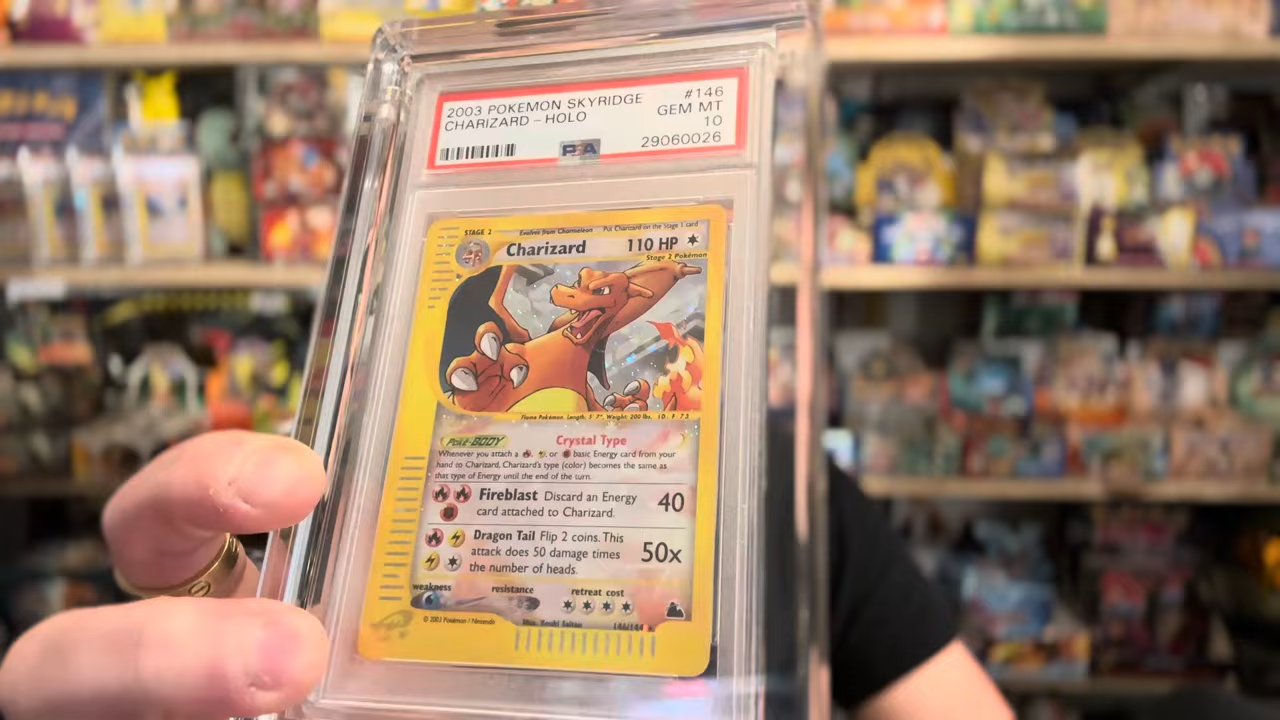 2003 POKEMON SKYRIDGE #146
CHARIZARD - HOLO GEM MT
10
PSA 29060026
STAGE 2 Evolves from Charmeleon Put Charizard on the Stage 1 card
Charizard 110 HP
Stage 2 Pokémon
Flame Pokémon. Length: 5' 7", Weight: 200 lbs.
Poké-BODY Crystal Type
Whenever you attach a , , or basic Energy card from your
hand to Charizard, Charizard's type (color) becomes the same as
that type of Energy until the end of the turn.
Fireblast Discard an Energy 40
card attached to Charizard.
Dragon Tail Flip 2 coins. This
attack does 50 damage times 50x
the number of heads.
weakness resistance retreat cost
© 2003 Pokémon / Nintendo 146/144